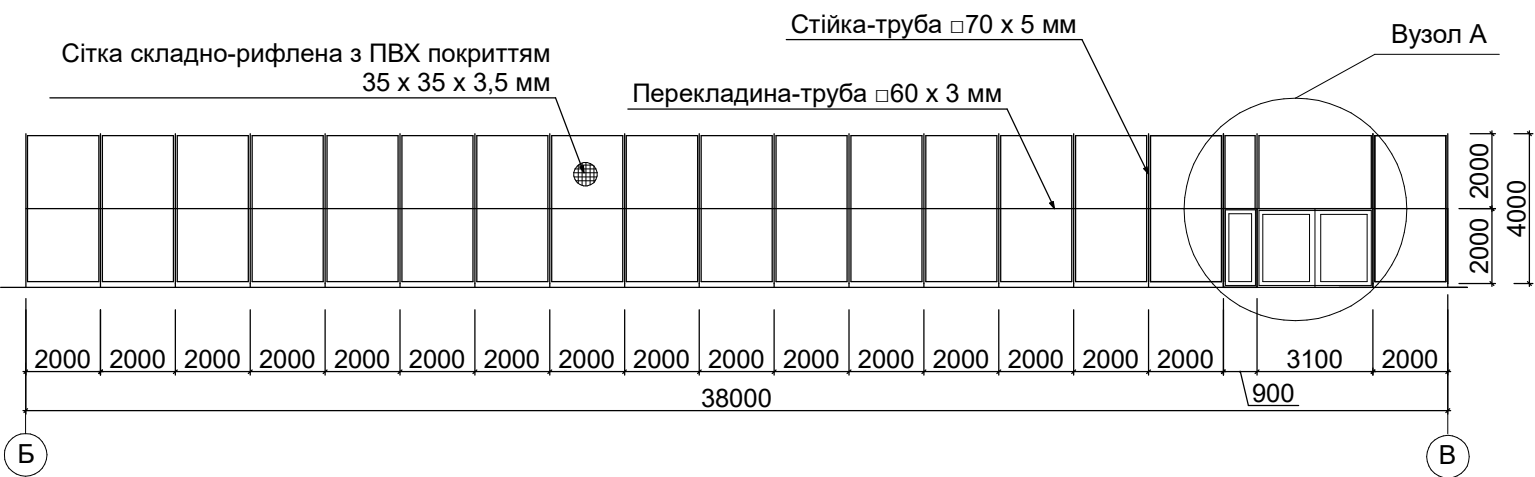 Стійка-труба □70 x 5 мм
Вузол А
Сітка складно-рифлена з ПВХ покриттям
35 x 35 x 3,5 мм
Перекладина-труба □60 x 3 мм
2000
2000
4000
2000 2000 2000 2000 2000 2000 2000 2000 2000 2000 2000 2000 2000 2000 2000 2000 3100 2000
900
38000
Б
В